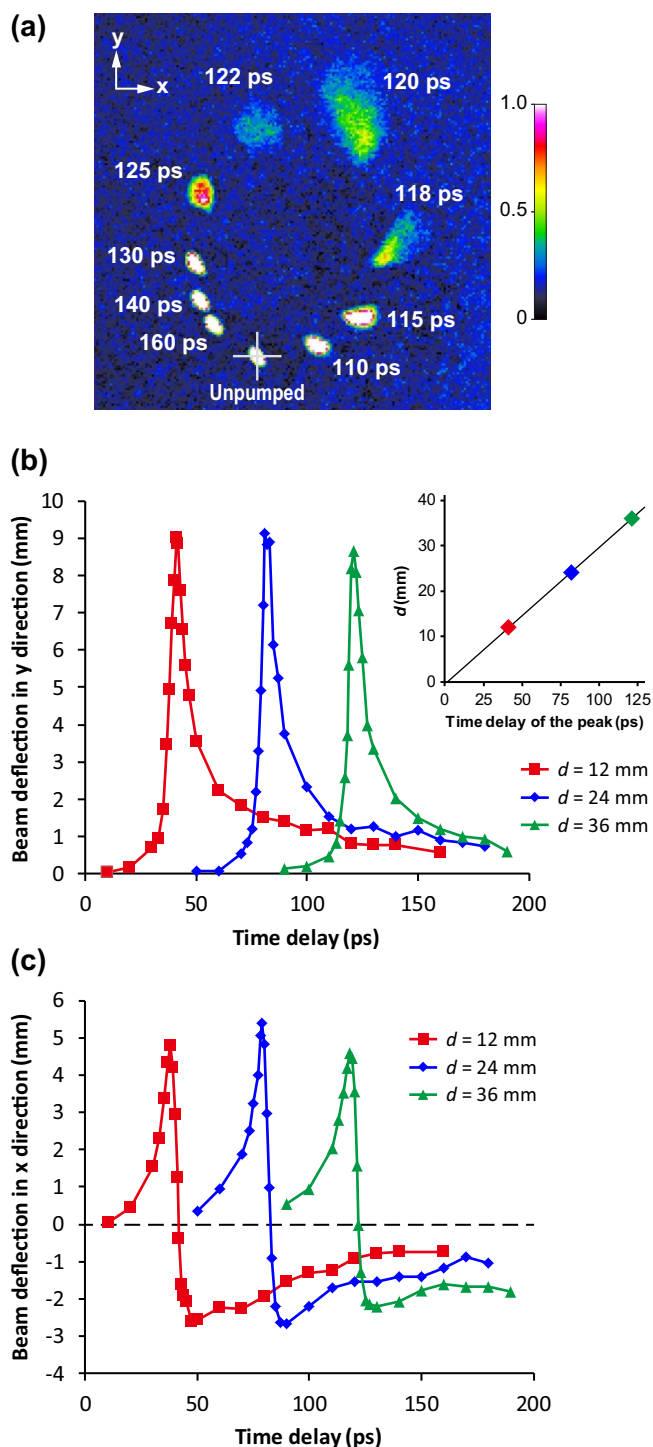 (a)
y
x
122 ps
120 ps
125 ps
118 ps
130 ps
140 ps
160 ps
115 ps
110 ps
Unpumped
1.0
0.5
0
(b)
Beam deflection in y direction (mm)
10
9
8
7
6
5
4
3
2
1
0
0
50
100
150
200
Time delay (ps)
d (mm)
40
30
20
10
0
0
25
50
75
100
125
Time delay of the peak (ps)
d = 12 mm
d = 24 mm
d = 36 mm
(c)
Beam deflection in x direction (mm)
6
5
4
3
2
1
0
-1
-2
-3
-4
d = 12 mm
d = 24 mm
d = 36 mm
0
50
100
150
200
Time delay (ps)